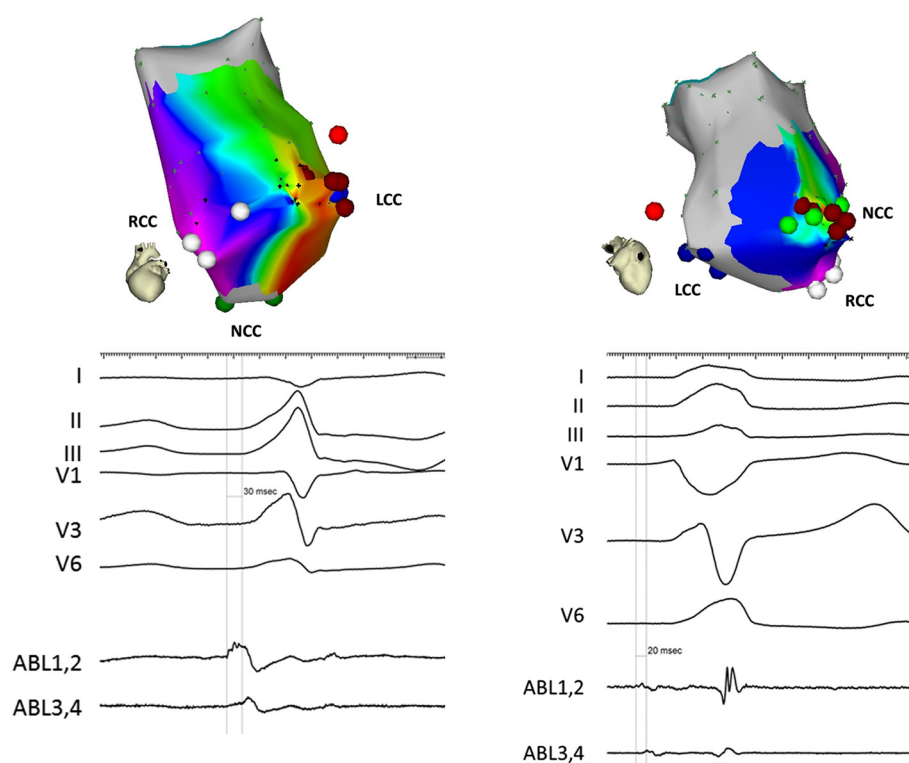 RCC
LCC
NCC
I
II
III
V1
30 msec
V3
V6
ABL1,2
ABL3,4
NCC
LCC
RCC
I
II
III
V1
V3
V6
20 msec
ABL1,2
ABL3,4